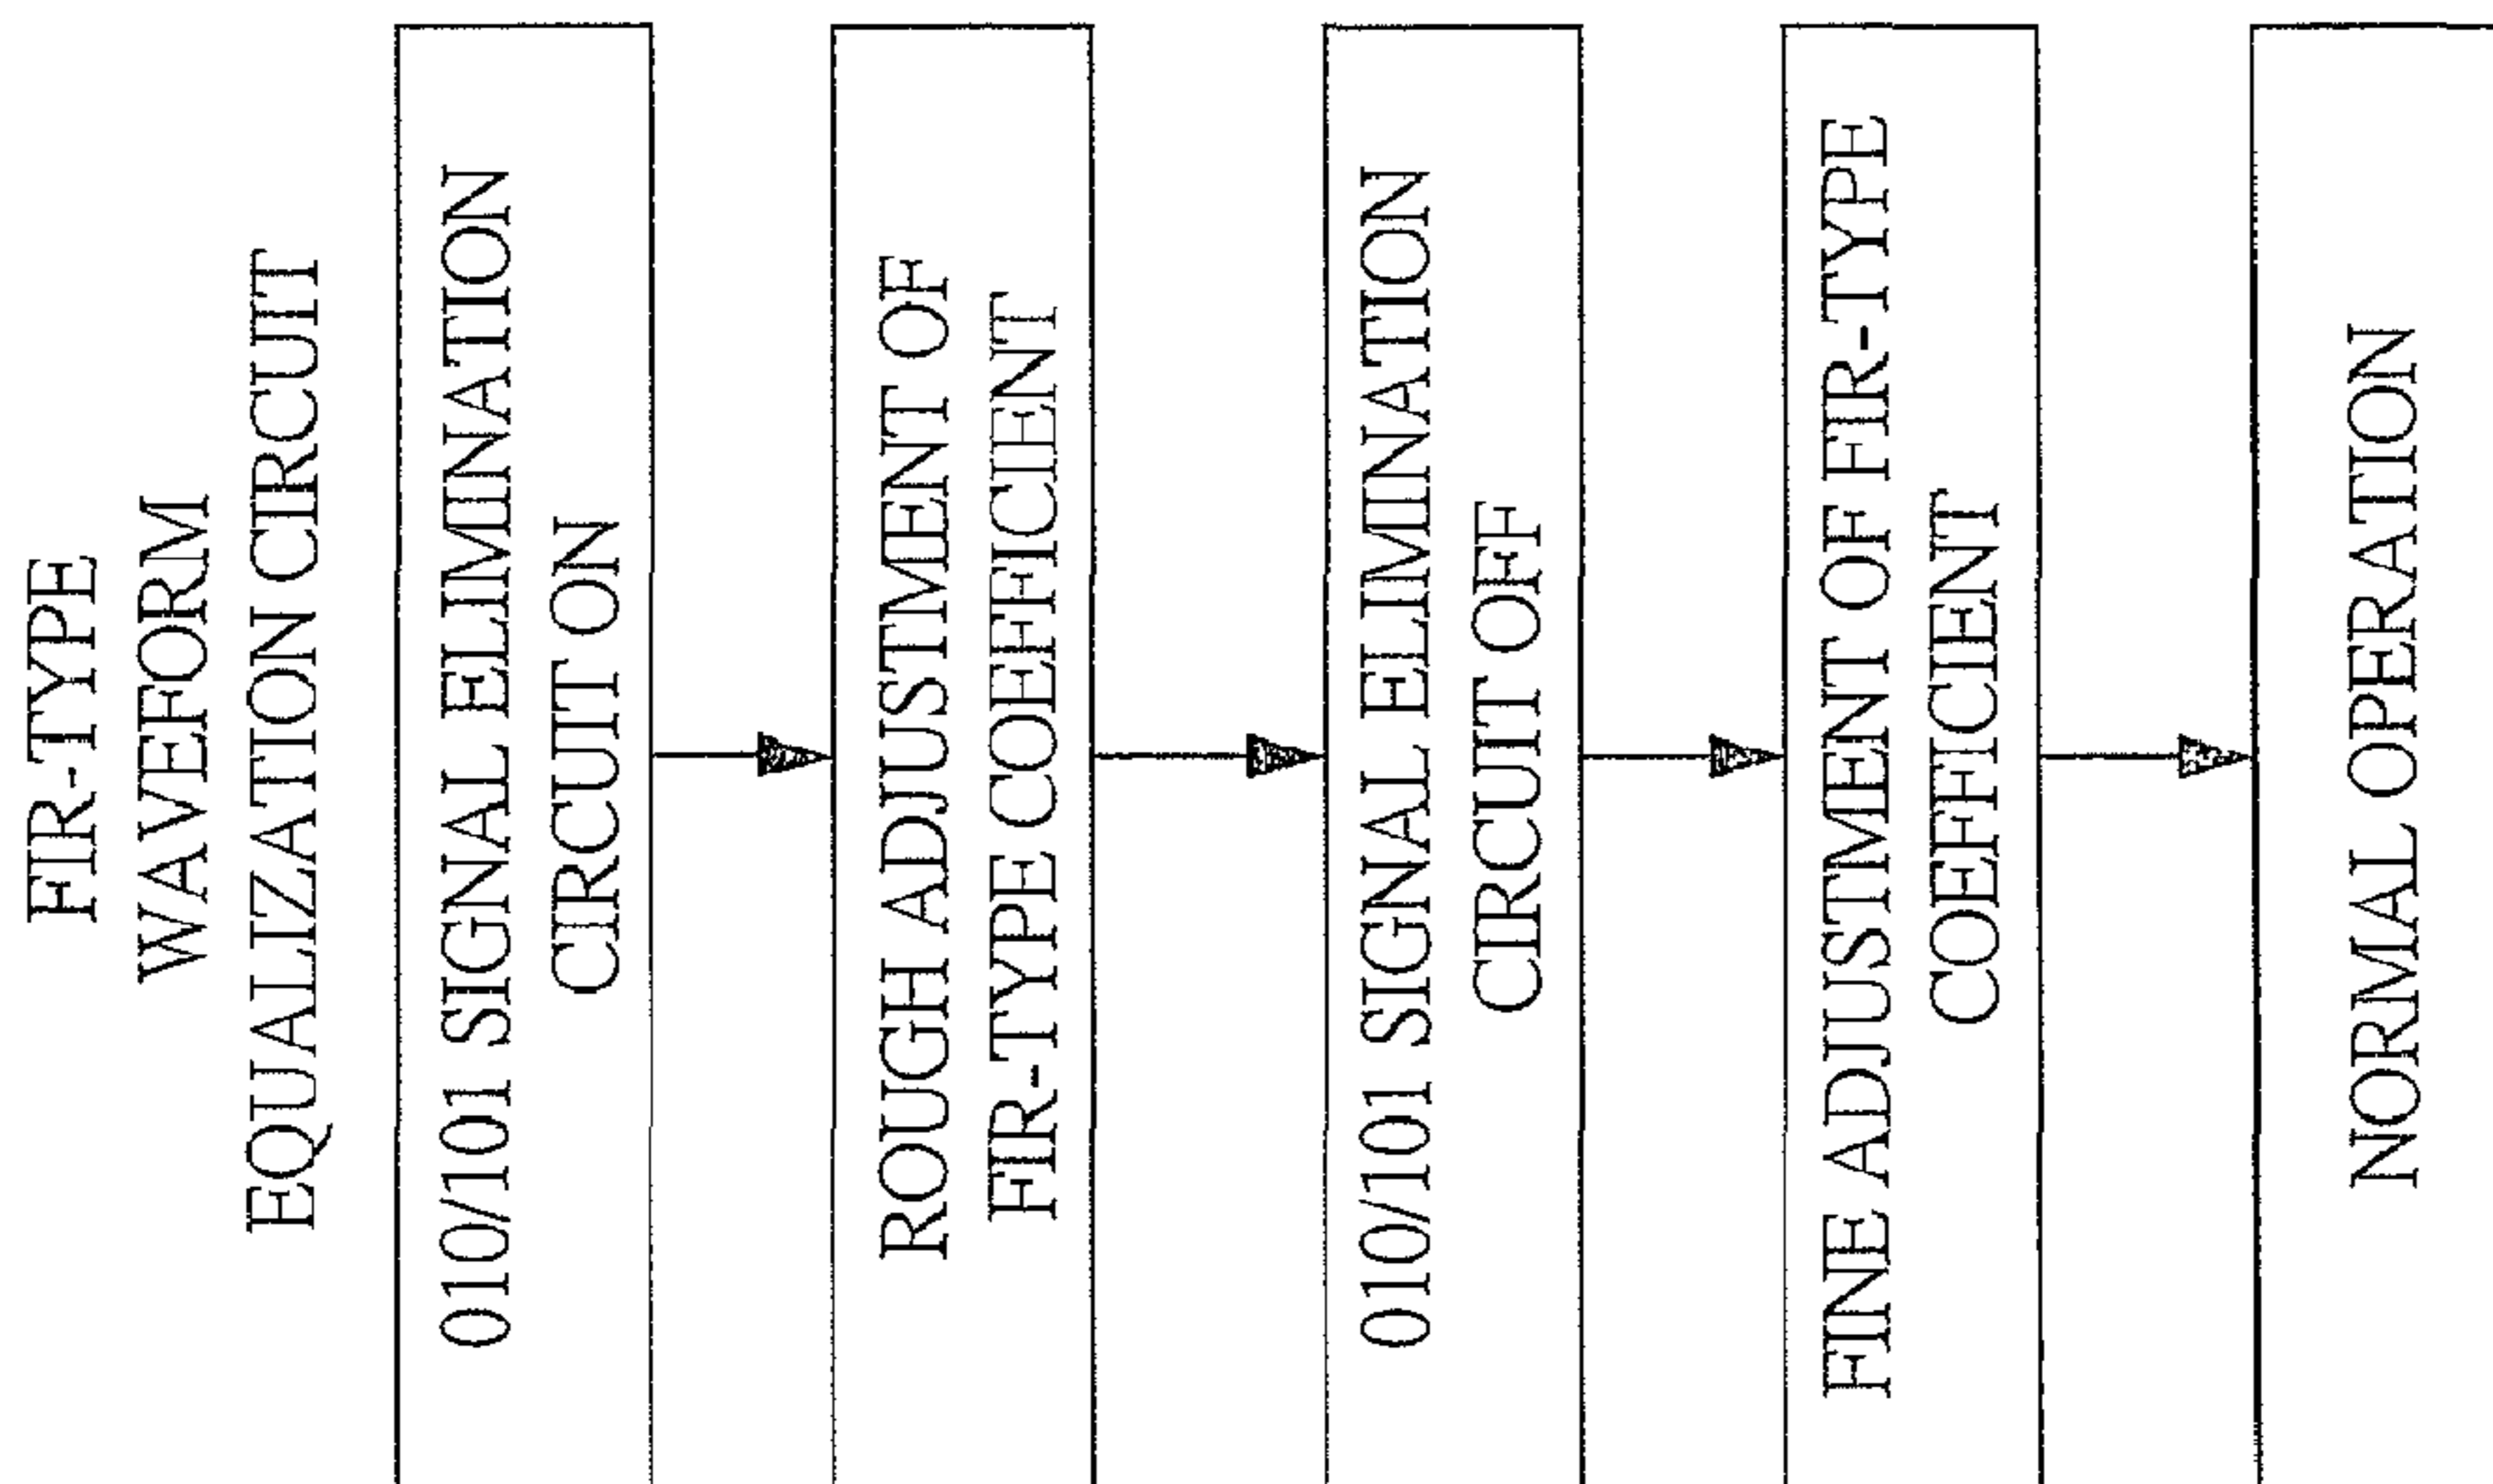 FIR-TYPE
WAVEFORM
EQUALIZATION CIRCUIT
010/101 SIGNAL ELIMINATION
CIRCUIT ON
ROUGH ADJUSTMENT OF
FIR-TYPE COEFFICIENT
010/101 SIGNAL ELIMINATION
CIRCUIT OFF
FINE ADJUSTMENT OF FIR-TYPE
COEFFICIENT
NORMAL OPERATION